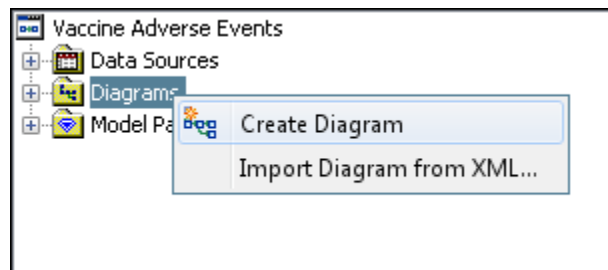 Vaccine Adverse Events
Data Sources
Diagrams
Model Pa
Create Diagram
Import Diagram from XML...